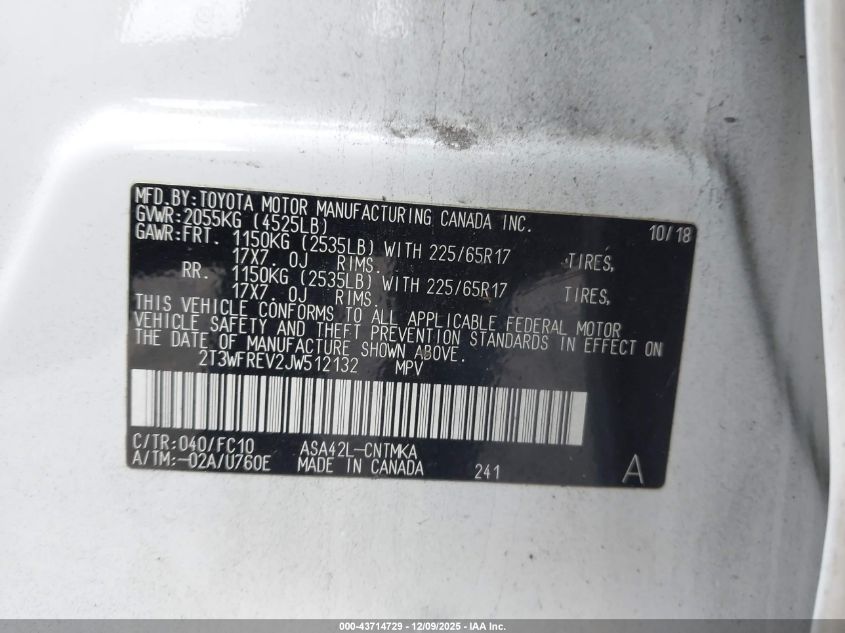 MFD.BY:TOYOTA MOTOR MANUFACTURING CANADA INC. 10/18
GVWR:2055KG (4525LB)
GAWR:FRT. 1150KG (2535LB) WITH 225/65R17 TIRES,
17X7.0J RIMS.
RR. 1150KG (2535LB) WITH 225/65R17 TIRES,
17X7.0J RIMS.
THIS VEHICLE CONFORMS TO ALL APPLICABLE FEDERAL MOTOR
VEHICLE SAFETY AND THEFT PREVENTION STANDARDS IN EFFECT ON
THE DATE OF MANUFACTURE SHOWN ABOVE.
2T3WFREV2JW512132 MPV
C/TR:040/FC10 ASA42L-CNTMKA
A/TM:-02A/U760E MADE IN CANADA 241 A
000-43714729 - 12/09/2025 - IAA Inc.